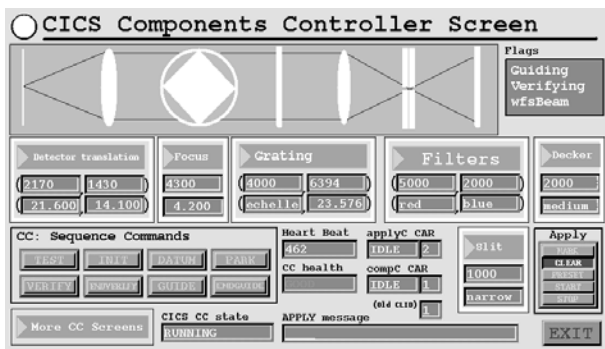 CICS Components Controller Screen
Flags
Guiding
Verifying
wfsBeam
Detector translation
Focus
Grating
Filters
Decker
2170 1430
4300
4000 6394
5000 2000
2000
21.600 14.100
4.200
echelle 23.576
red blue
medium
CC: Sequence Commands
TEST INIT DATUM PARK
VERIFY ENDVERIFY GUIDE ENDGUIDE
Heart Beat
462
CC health
applyC CAR
IDLE 2
compC CAR
IDLE 1
(old CLID) 1
Slit
1000
narrow
Apply
PARK
CLEAR
PRESET
START
STOP
More CC Screens
CICS CC state
RUNNING
APPLY message
EXIT